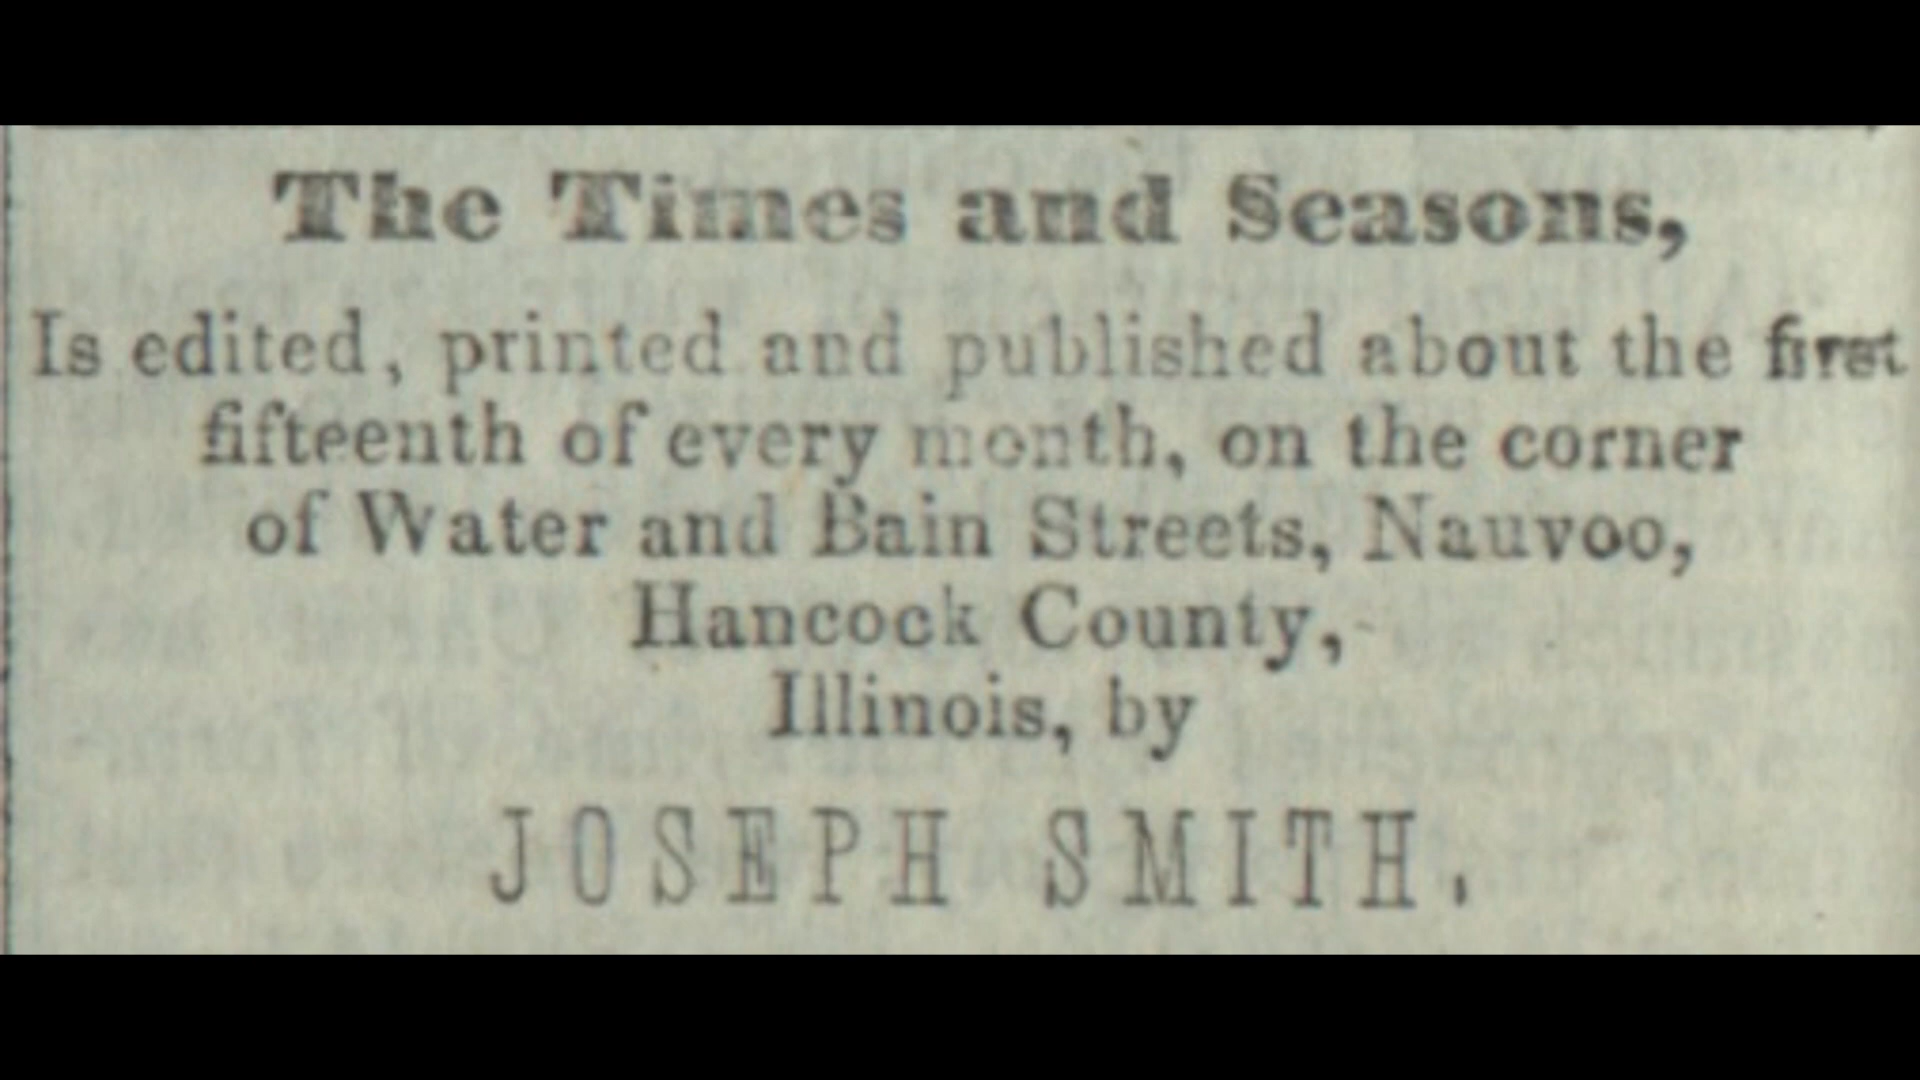 The Times and Seasons,
Is edited, printed and published about the first
fifteenth of every month, on the corner
of Water and Bain Streets, Nauvoo,
Hancock County,
Illinois, by
JOSEPH SMITH.